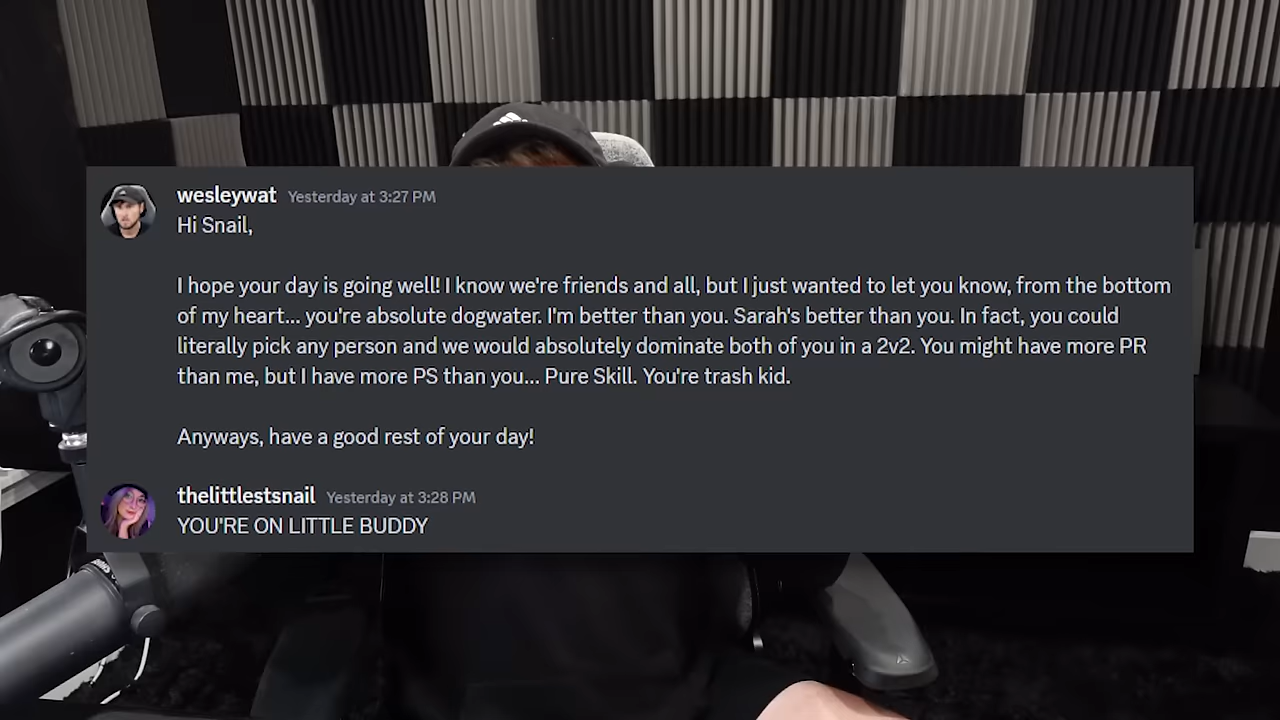 wesleywat Yesterday at 3:27 PM
Hi Snail,
I hope your day is going well! I know we're friends and all, but I just wanted to let you know, from the bottom
of my heart... you're absolute dogwater. I'm better than you. Sarah's better than you. In fact, you could
literally pick any person and we would absolutely dominate both of you in a 2v2. You might have more PR
than me, but I have more PS than you... Pure Skill. You're trash kid.
Anyways, have a good rest of your day!
thelittlestsnail Yesterday at 3:28 PM
YOU'RE ON LITTLE BUDDY